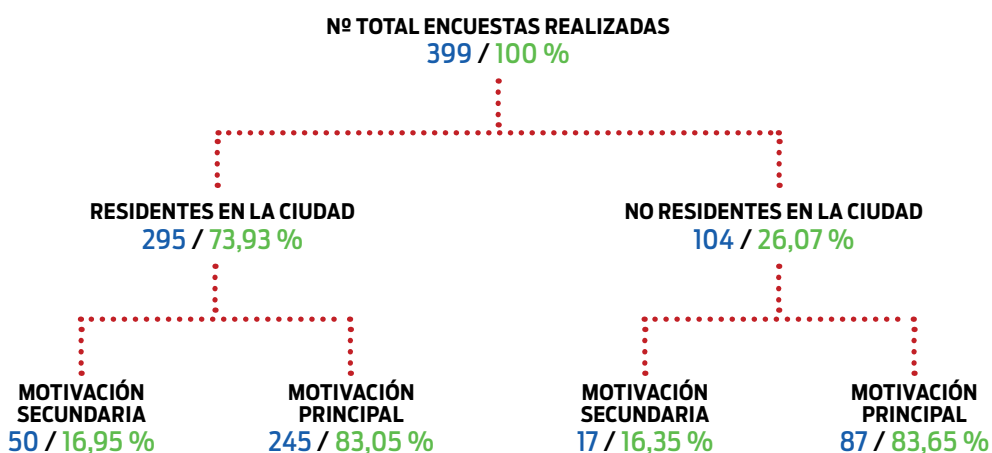 Nº TOTAL ENCUESTAS REALIZADAS
399 / 100 %
RESIDENTES EN LA CIUDAD
295 / 73,93 %
NO RESIDENTES EN LA CIUDAD
104 / 26,07 %
MOTIVACIÓN
SECUNDARIA
50 / 16,95 %
MOTIVACIÓN
PRINCIPAL
245 / 83,05 %
MOTIVACIÓN
SECUNDARIA
17 / 16,35 %
MOTIVACIÓN
PRINCIPAL
87 / 83,65 %